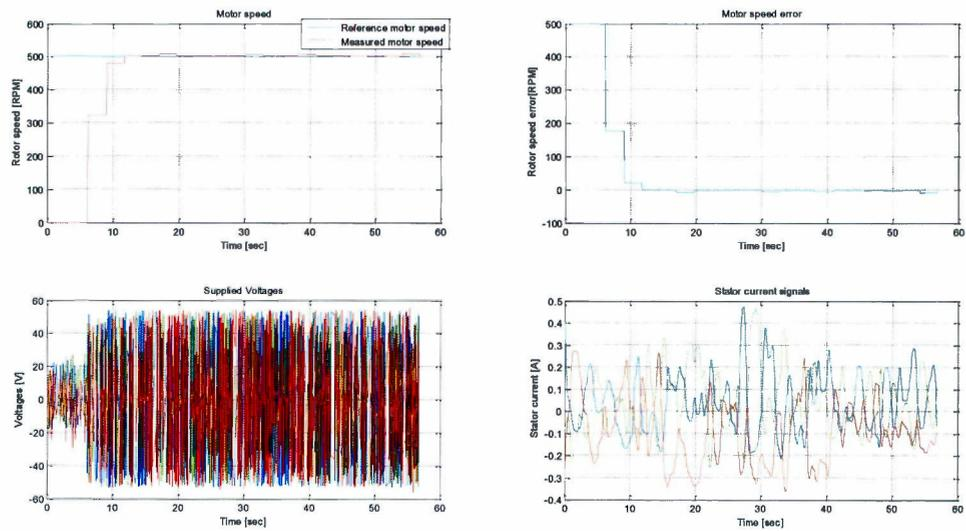 Motor speed
Reference motor speed
Measured motor speed
Rotor speed [RPM]
600
500
400
300
200
100
0
0 10 20 30 40 50 60
Time [sec]
Motor speed error
Rotor speed error[RPM]
500
400
300
200
100
0
-100
0 10 20 30 40 50 60
Time [sec]
Supplied Voltages
Voltages [V]
60
40
20
0
-20
-40
-60
0 10 20 30 40 50 60
Time [sec]
Stator current signals
Stator current [A]
0.5
0.4
0.3
0.2
0.1
0
-0.1
-0.2
-0.3
-0.4
0 10 20 30 40 50 60
Time [sec]